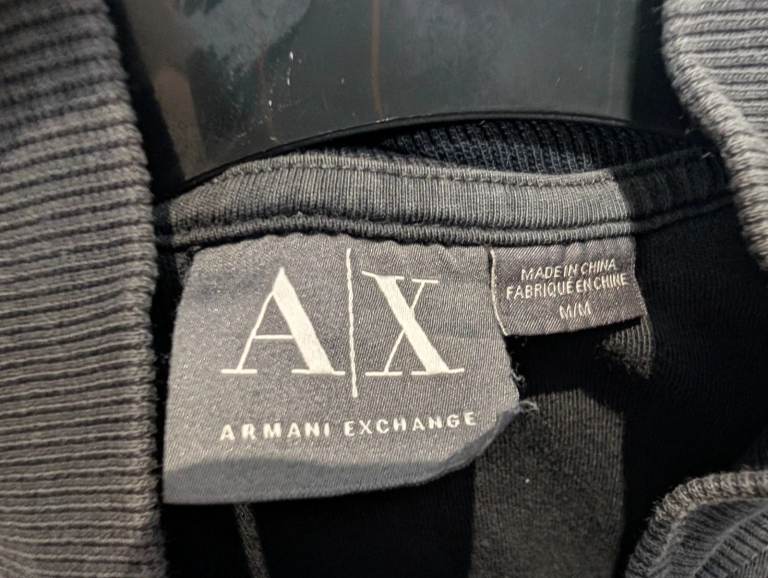 A|X
ARMANI EXCHANGE
MADE IN CHINA
FABRIQUÉ EN CHINE
M/M